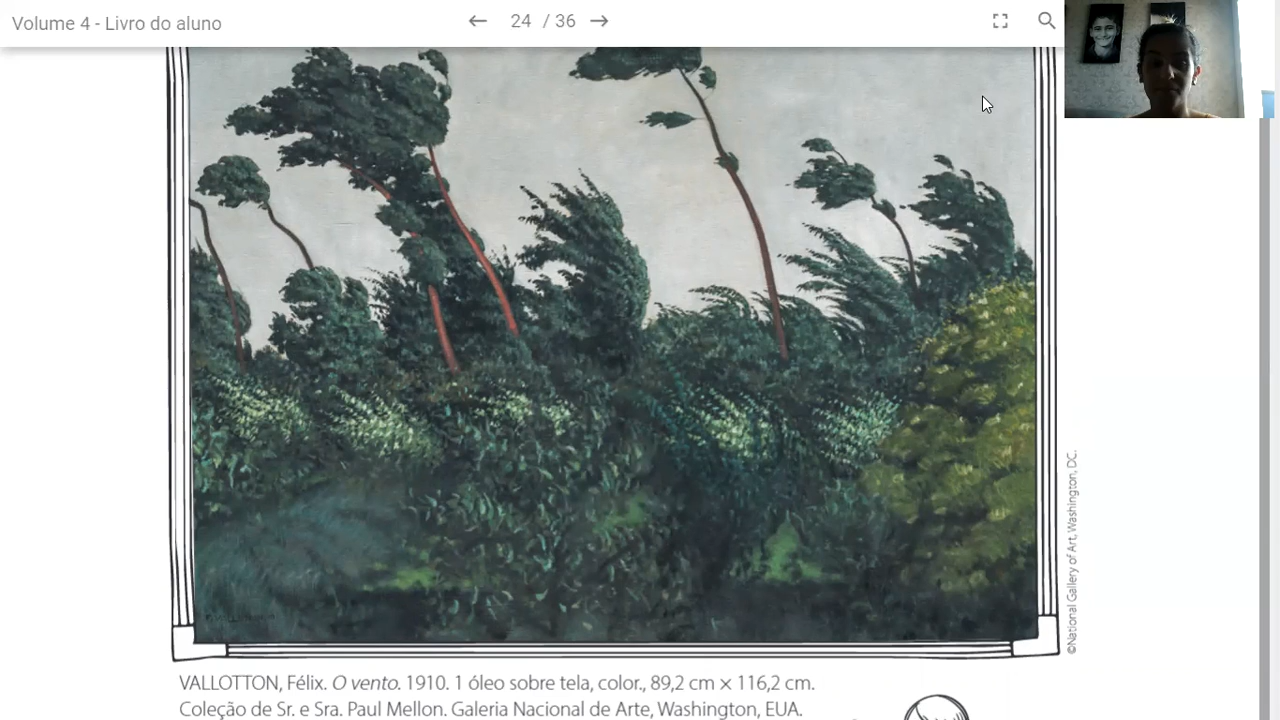 Volume 4 - Livro do aluno
24 / 36
©National Gallery of Art, Washington, DC.
VALLOTTON, Félix. O vento. 1910. 1 óleo sobre tela, color., 89,2 cm × 116,2 cm.
Coleção de Sr. e Sra. Paul Mellon. Galeria Nacional de Arte, Washington, EUA.